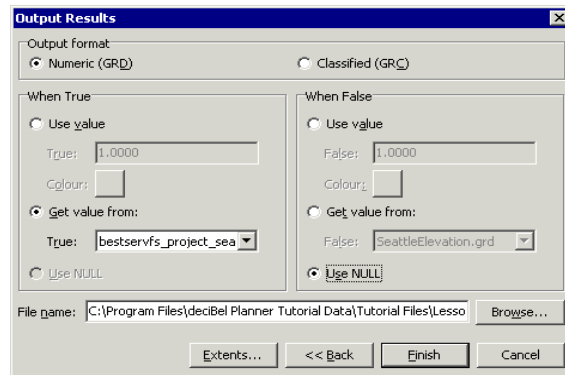 Output Results
Output format
Numeric (GRD)
Classified (GRC)
When True
Use value
True: 1.0000
Colour:
Get value from:
True: bestservfs_project_sea
Use NULL
When False
Use value
False: 1.0000
Colour:
Get value from:
False: SeattleElevation.grd
Use NULL
File name: C:\Program Files\deciBel Planner Tutorial Data\Tutorial Files\Lesso
Browse...
Extents...
<< Back
Finish
Cancel